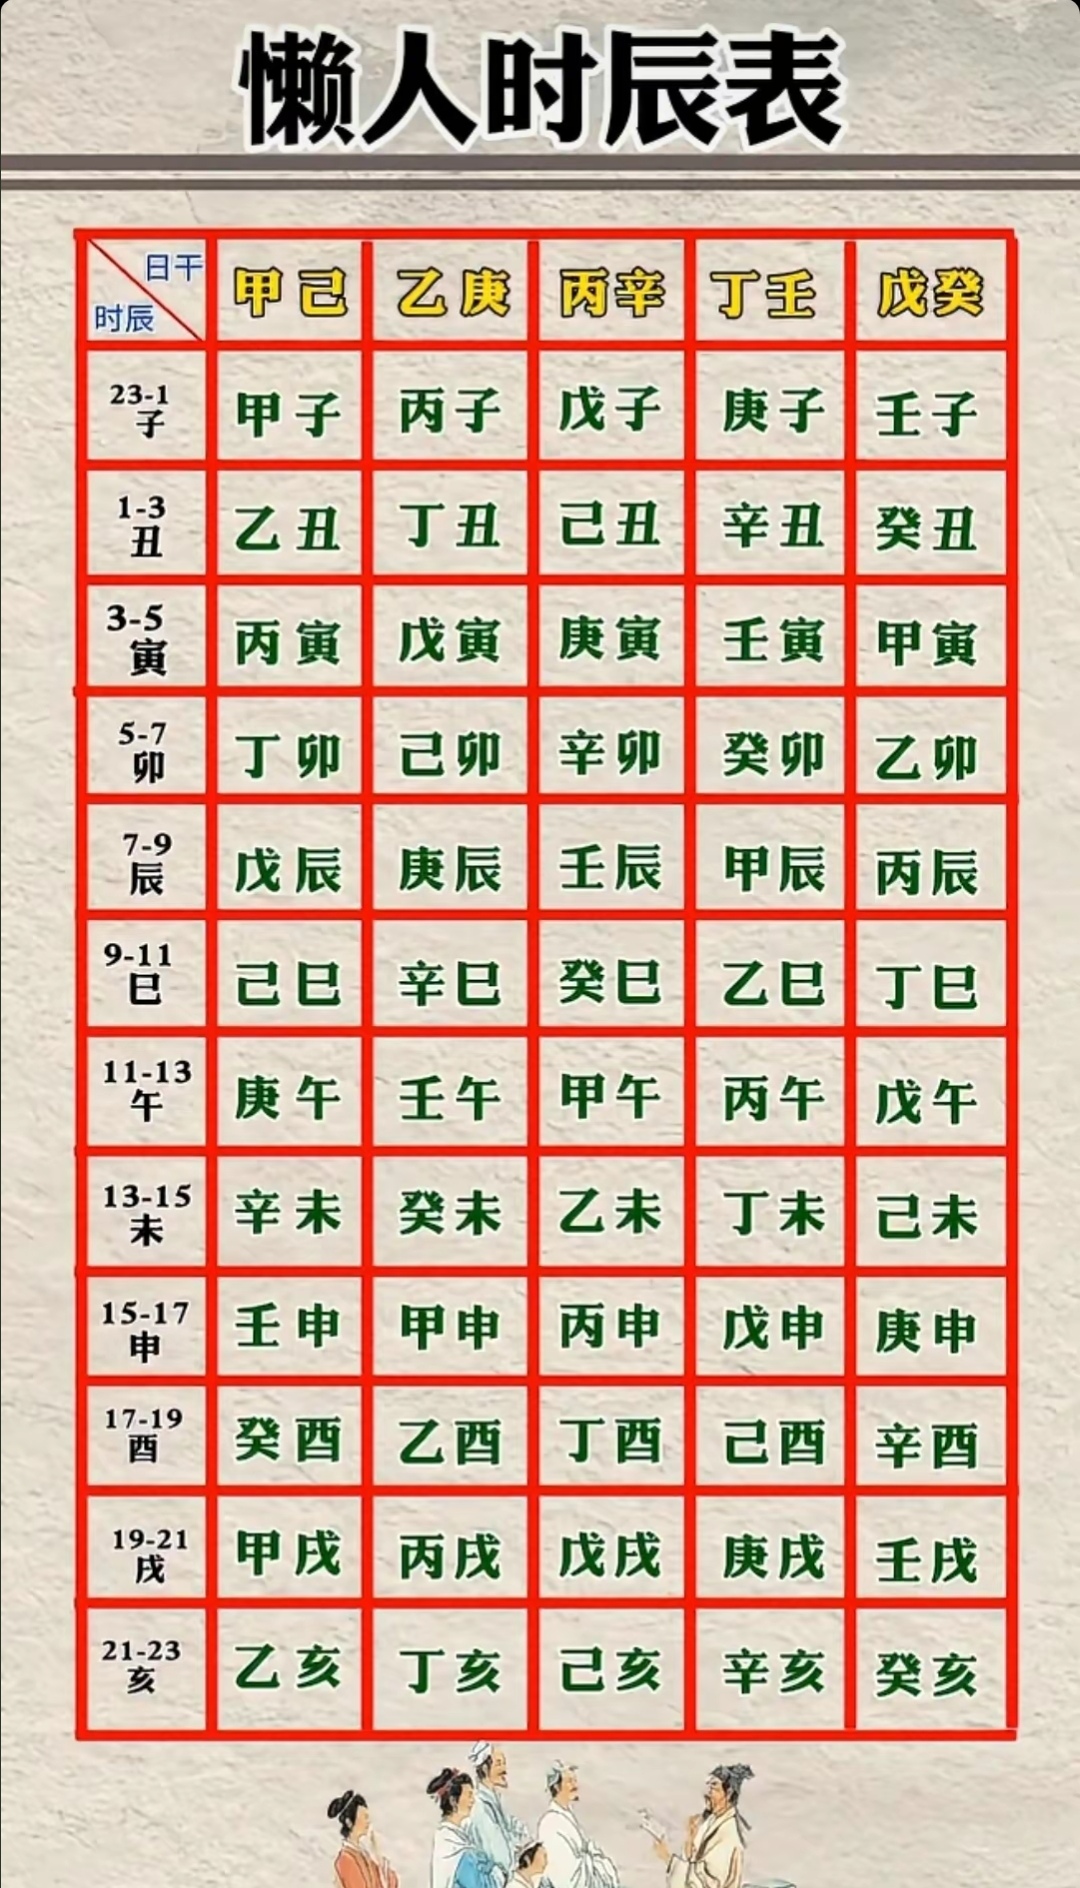 懒人时辰表
日干
时辰
甲己 乙庚 丙辛 丁壬 戊癸
23-1
子 甲子 丙子 戊子 庚子 壬子
1-3
丑 乙丑 丁丑 己丑 辛丑 癸丑
3-5
寅 丙寅 戊寅 庚寅 壬寅 甲寅
5-7
卯 丁卯 己卯 辛卯 癸卯 乙卯
7-9
辰 戊辰 庚辰 壬辰 甲辰 丙辰
9-11
巳 己巳 辛巳 癸巳 乙巳 丁巳
11-13
午 庚午 壬午 甲午 丙午 戊午
13-15
未 辛未 癸未 乙未 丁未 己未
15-17
申 壬申 甲申 丙申 戊申 庚申
17-19
酉 癸酉 乙酉 丁酉 己酉 辛酉
19-21
戌 甲戌 丙戌 戊戌 庚戌 壬戌
21-23
亥 乙亥 丁亥 己亥 辛亥 癸亥